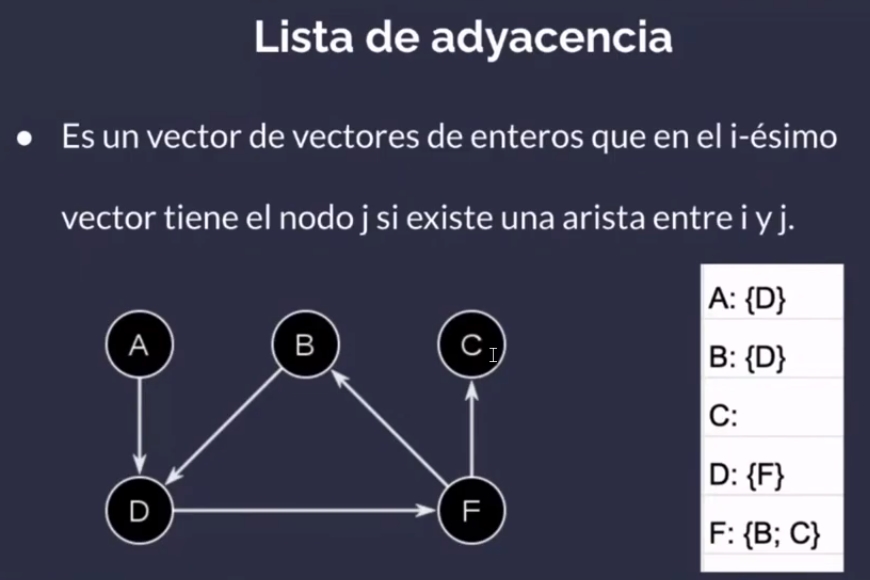 Lista de adyacencia
● Es un vector de vectores de enteros que en el i-ésimo
vector tiene el nodo j si existe una arista entre i y j.
A
B
C
D
F
A: {D}
B: {D}
C:
D: {F}
F: {B; C}